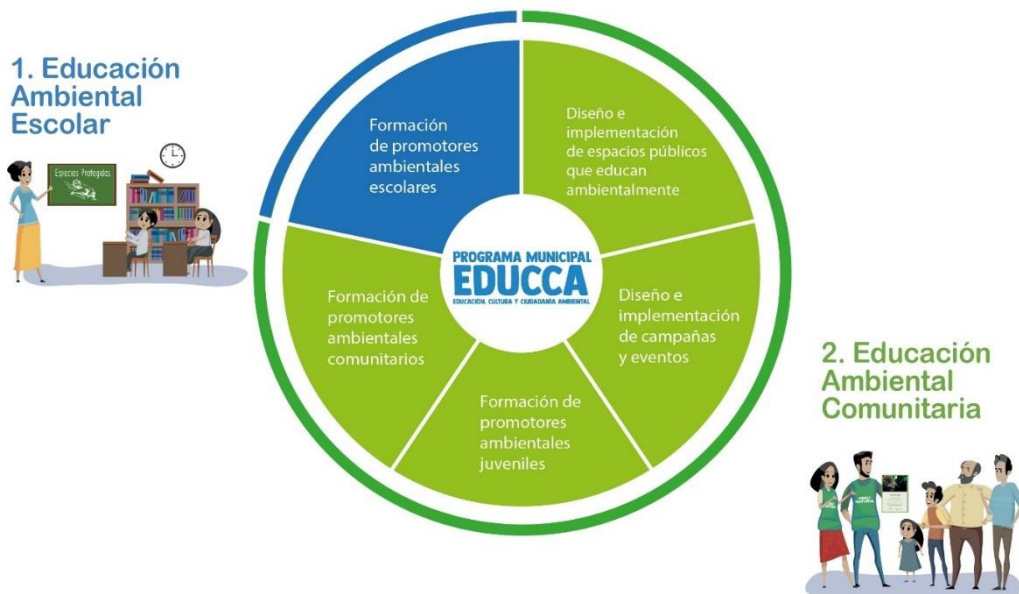 1. Educación
Ambiental
Escolar
Especies Protegidas
Formación
de promotores
ambientales
escolares
Diseño e
implementación
de espacios públicos
que educan
ambientalmente
PROGRAMA MUNICIPAL
EDUCCA
EDUCACIÓN, CULTURA Y CIUDADANÍA AMBIENTAL
Formación de
promotores
ambientales
comunitarios
Diseño e
implementación
de campañas
y eventos
Formación de
promotores
ambientales
juveniles
2. Educación
Ambiental
Comunitaria